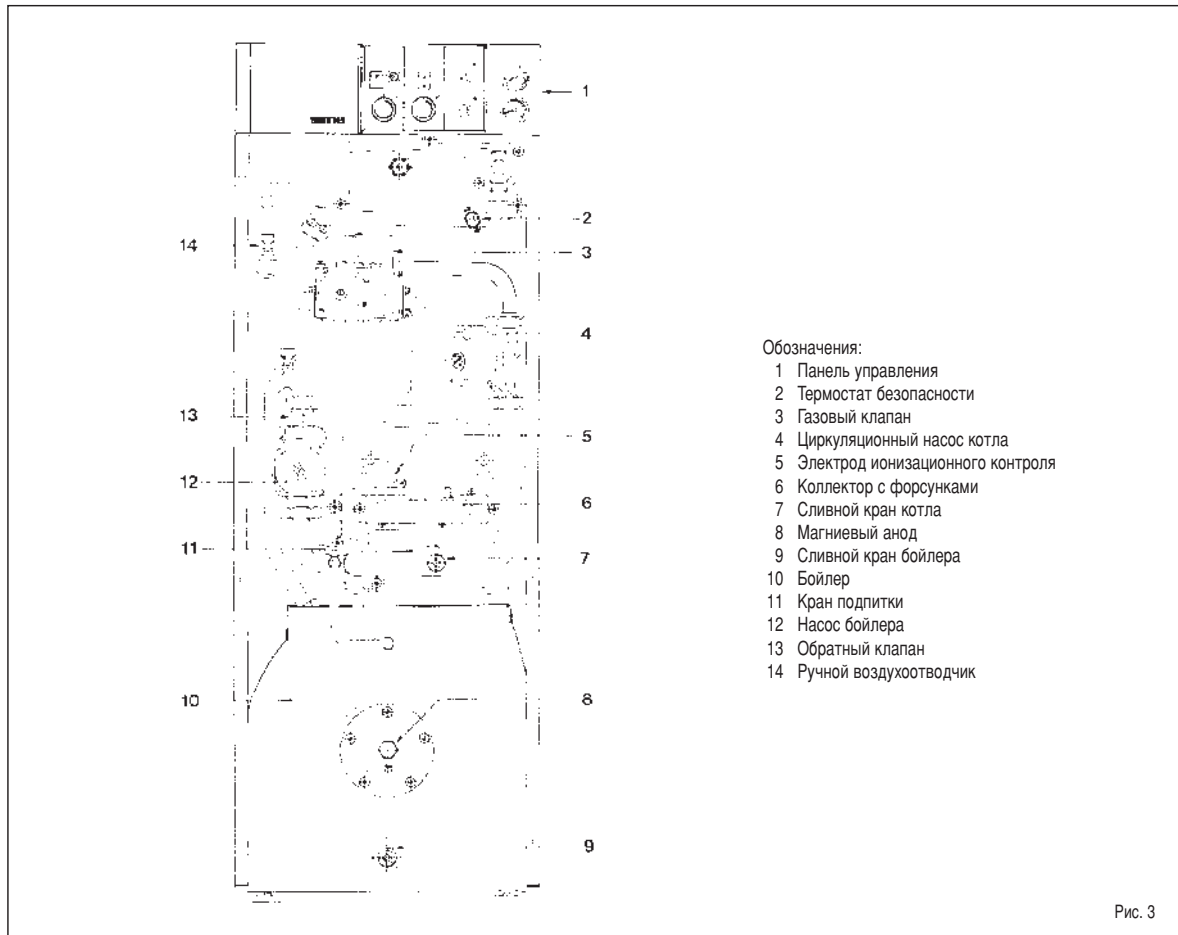 1
2
14
3
4
13
5
12
6
11
7
10
8
9
Обозначения:
1 Панель управления
2 Термостат безопасности
3 Газовый клапан
4 Циркуляционный насос котла
5 Электрод ионизационного контроля
6 Коллектор с форсунками
7 Сливной кран котла
8 Магниевый анод
9 Сливной кран бойлера
10 Бойлер
11 Кран подпитки
12 Насос бойлера
13 Обратный клапан
14 Ручной воздухоотводчик
Рис. 3